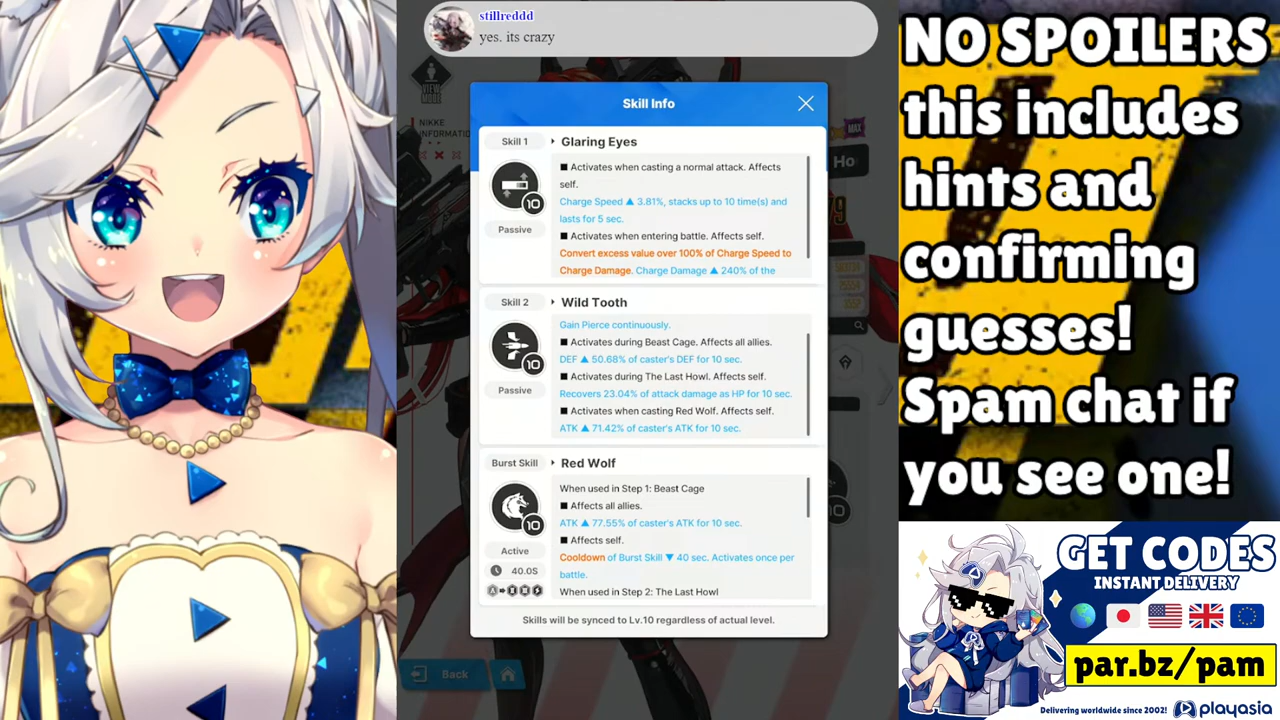 stillreddd
yes. its crazy
VIEW
MODE
NIKKE
INFORMATIO
MAX
Ho
Skill Info
Skill 1
Glaring Eyes
■ Activates when casting a normal attack. Affects
self.
Charge Speed ▲ 3.81%, stacks up to 10 time(s) and
lasts for 5 sec.
■ Activates when entering battle. Affects self.
Convert excess value over 100% of Charge Speed to
Charge Damage. Charge Damage ▲ 240% of the
10
Passive
Skill 2
Wild Tooth
Gain Pierce continuously.
■ Activates during Beast Cage. Affects all allies.
DEF ▲ 50.68% of caster's DEF for 10 sec.
■ Activates during The Last Howl. Affects self.
Recovers 23.04% of attack damage as HP for 10 sec.
■ Activates when casting Red Wolf. Affects self.
ATK ▲ 71.42% of caster's ATK for 10 sec.
10
Passive
Burst Skill
Red Wolf
When used in Step 1: Beast Cage
■ Affects all allies.
ATK ▲ 77.55% of caster's ATK for 10 sec.
■ Affects self.
Cooldown of Burst Skill ▼ 40 sec. Activates once per
battle.
When used in Step 2: The Last Howl
10
Active
40.0S
Skills will be synced to Lv.10 regardless of actual level.
Back
NO SPOILERS
this includes
hints and
confirming
guesses!
Spam chat if
you see one!
GET CODES
INSTANT DELIVERY
par.bz/pam
Delivering worldwide since 2002!
playasia